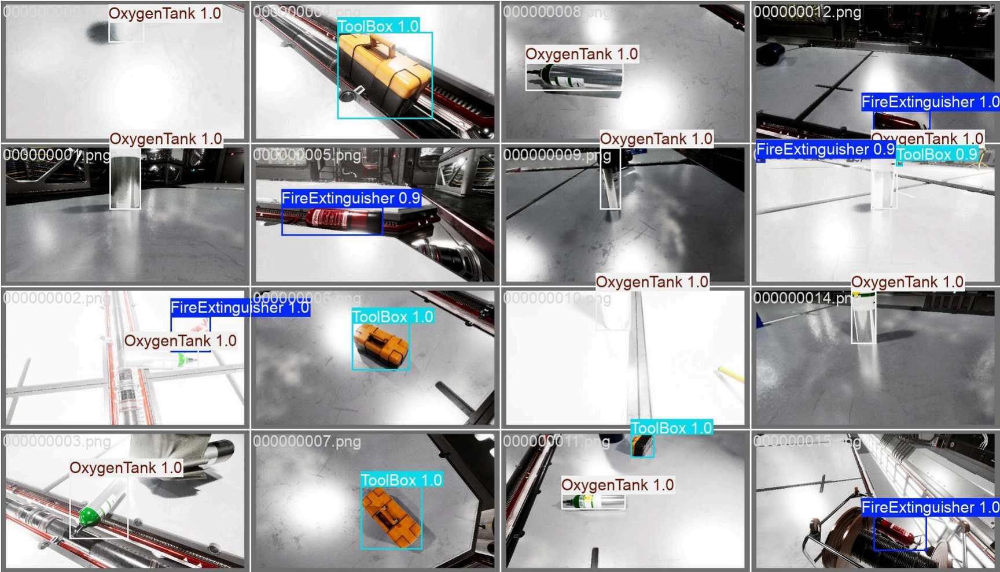 000000000.png
OxygenTank 1.0
000000004.png
ToolBox 1.0
000000008.png
OxygenTank 1.0
000000012.png
FireExtinguisher 1.0
000000001.png
OxygenTank 1.0
000000005.png
FireExtinguisher 0.9
000000009.png
OxygenTank 1.0
FireExtinguisher 0.9
OxygenTank 1.0
ToolBox 0.9
000000002.png
FireExtinguisher 1.0
OxygenTank 1.0
000000006.png
ToolBox 1.0
000000010.png
OxygenTank 1.0
000000014.png
OxygenTank 1.0
000000003.png
OxygenTank 1.0
000000007.png
ToolBox 1.0
000000011.png
ToolBox 1.0
OxygenTank 1.0
000000015.png
FireExtinguisher 1.0